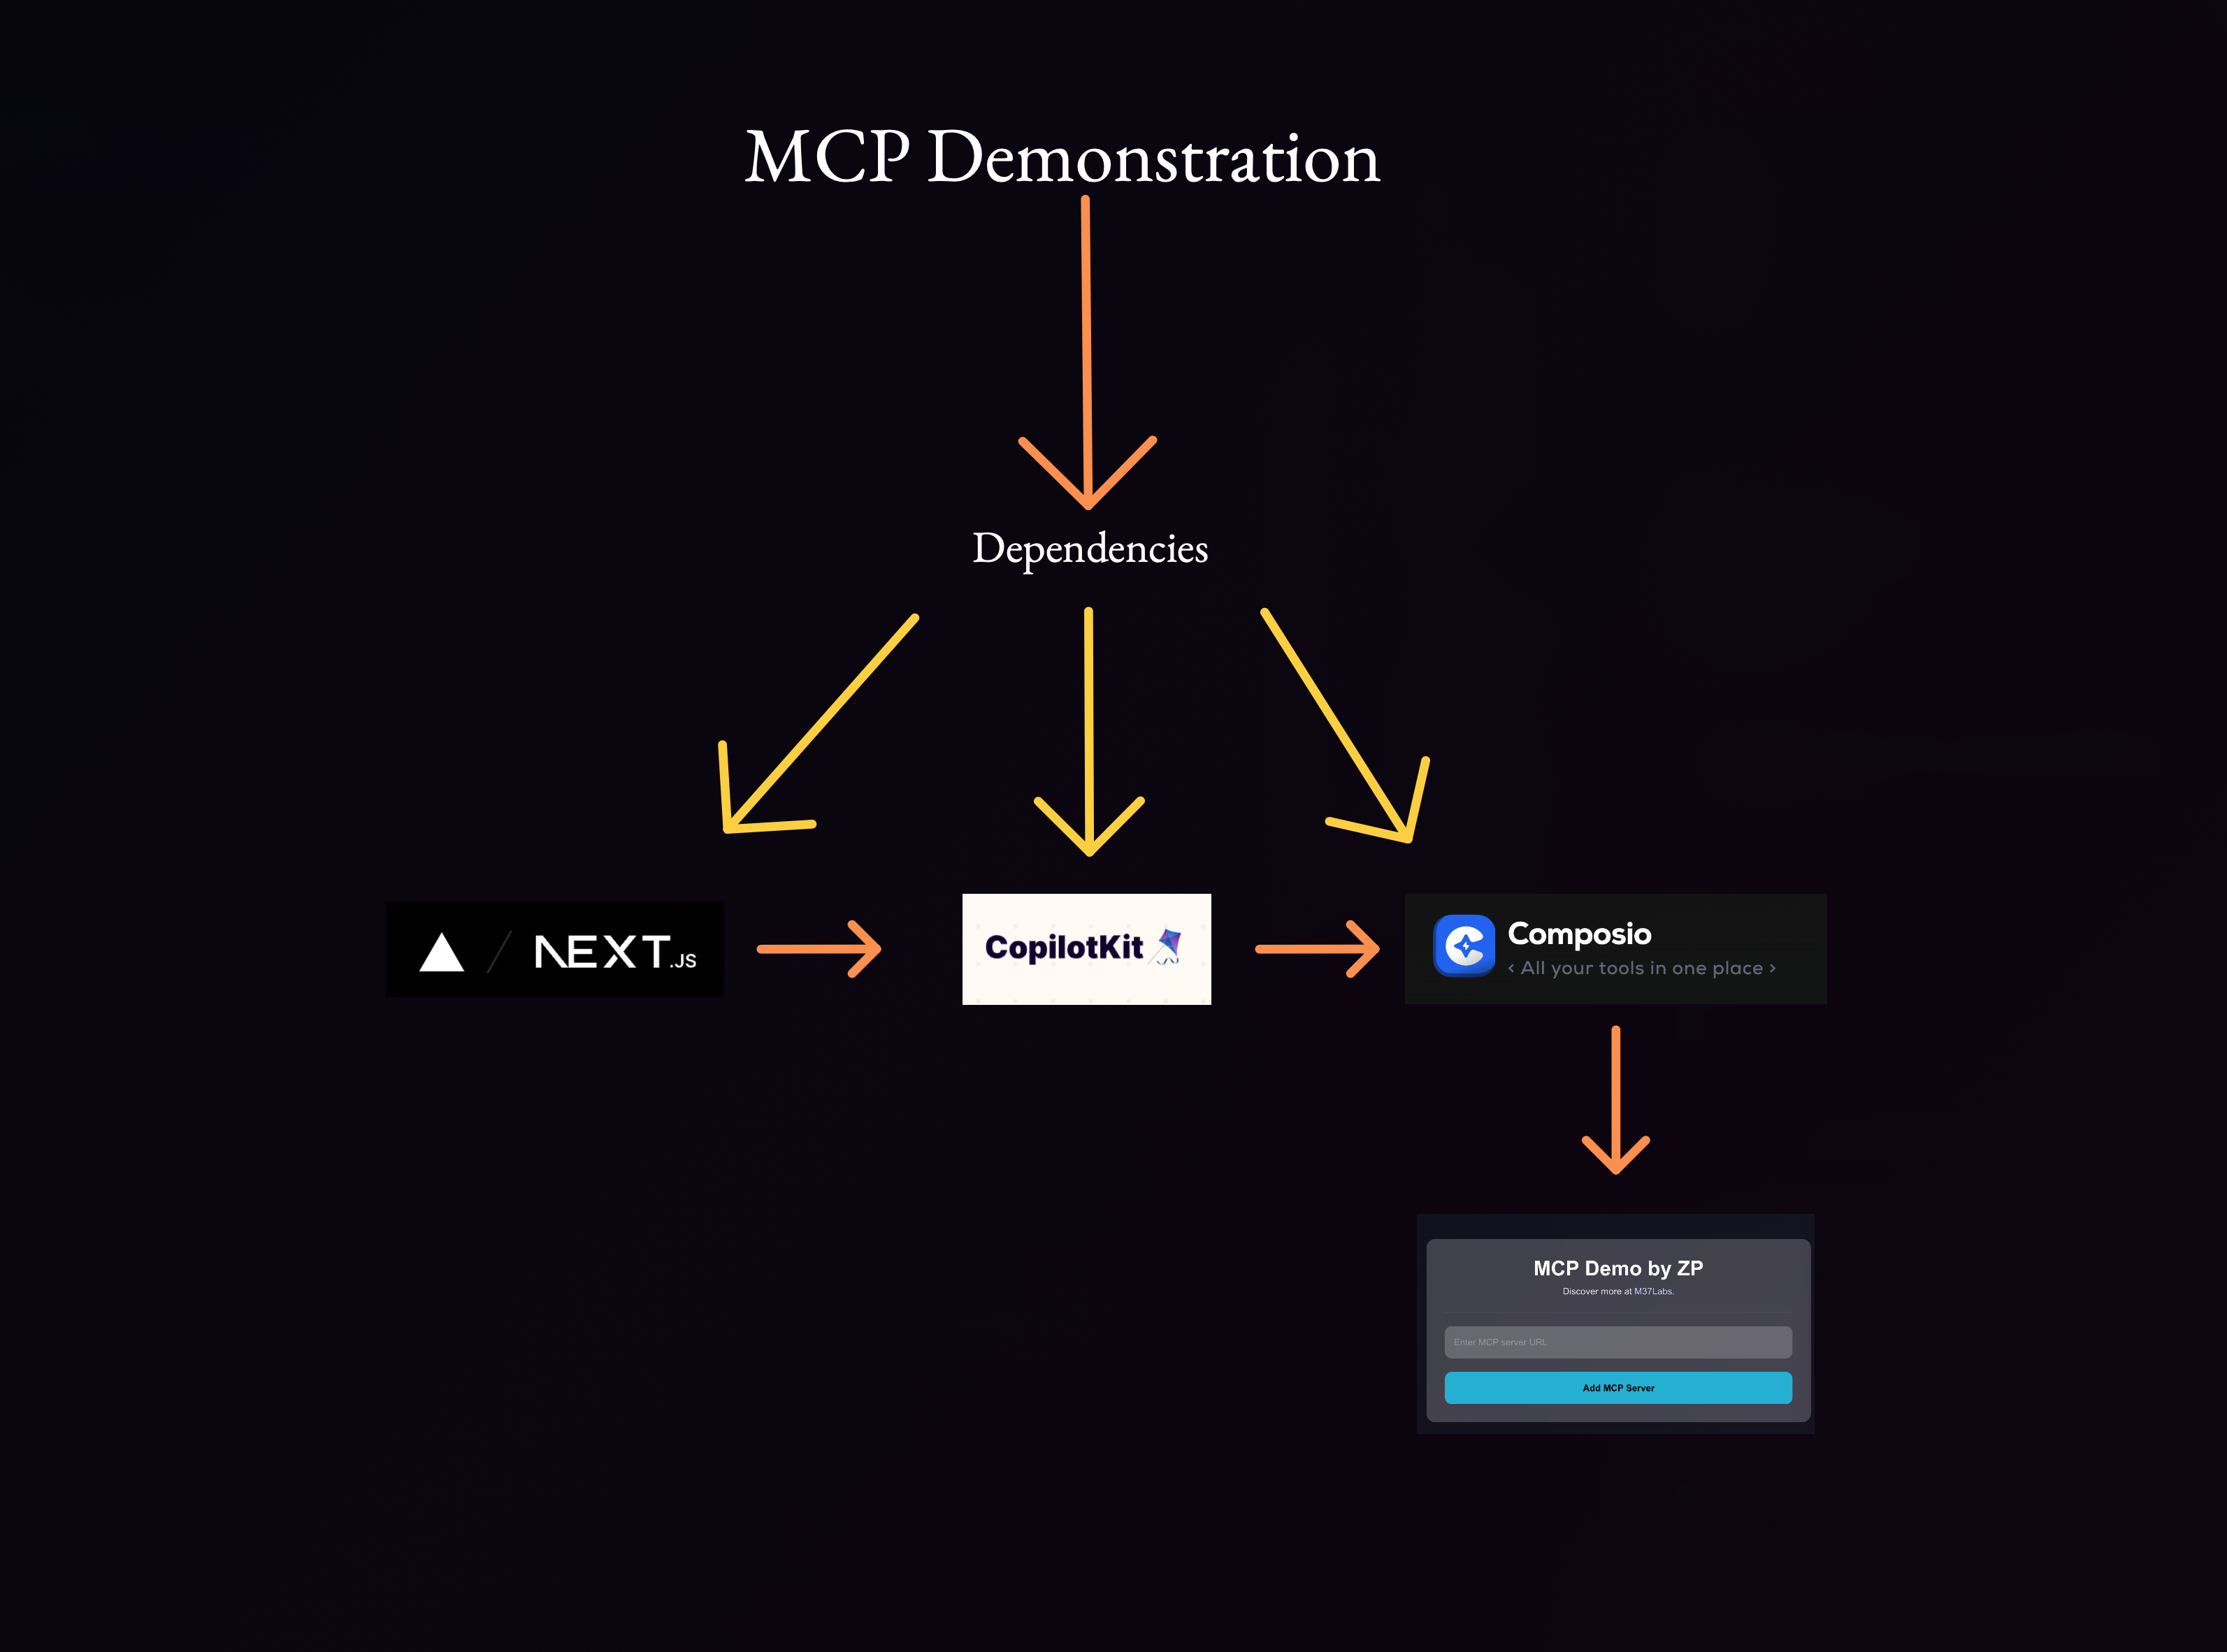 MCP Demonstration
Dependencies
NEXT.JS
CopilotKit
Composio
< All your tools in one place >
MCP Demo by ZP
Discover more at M37Labs.
Enter MCP server URL
Add MCP Server